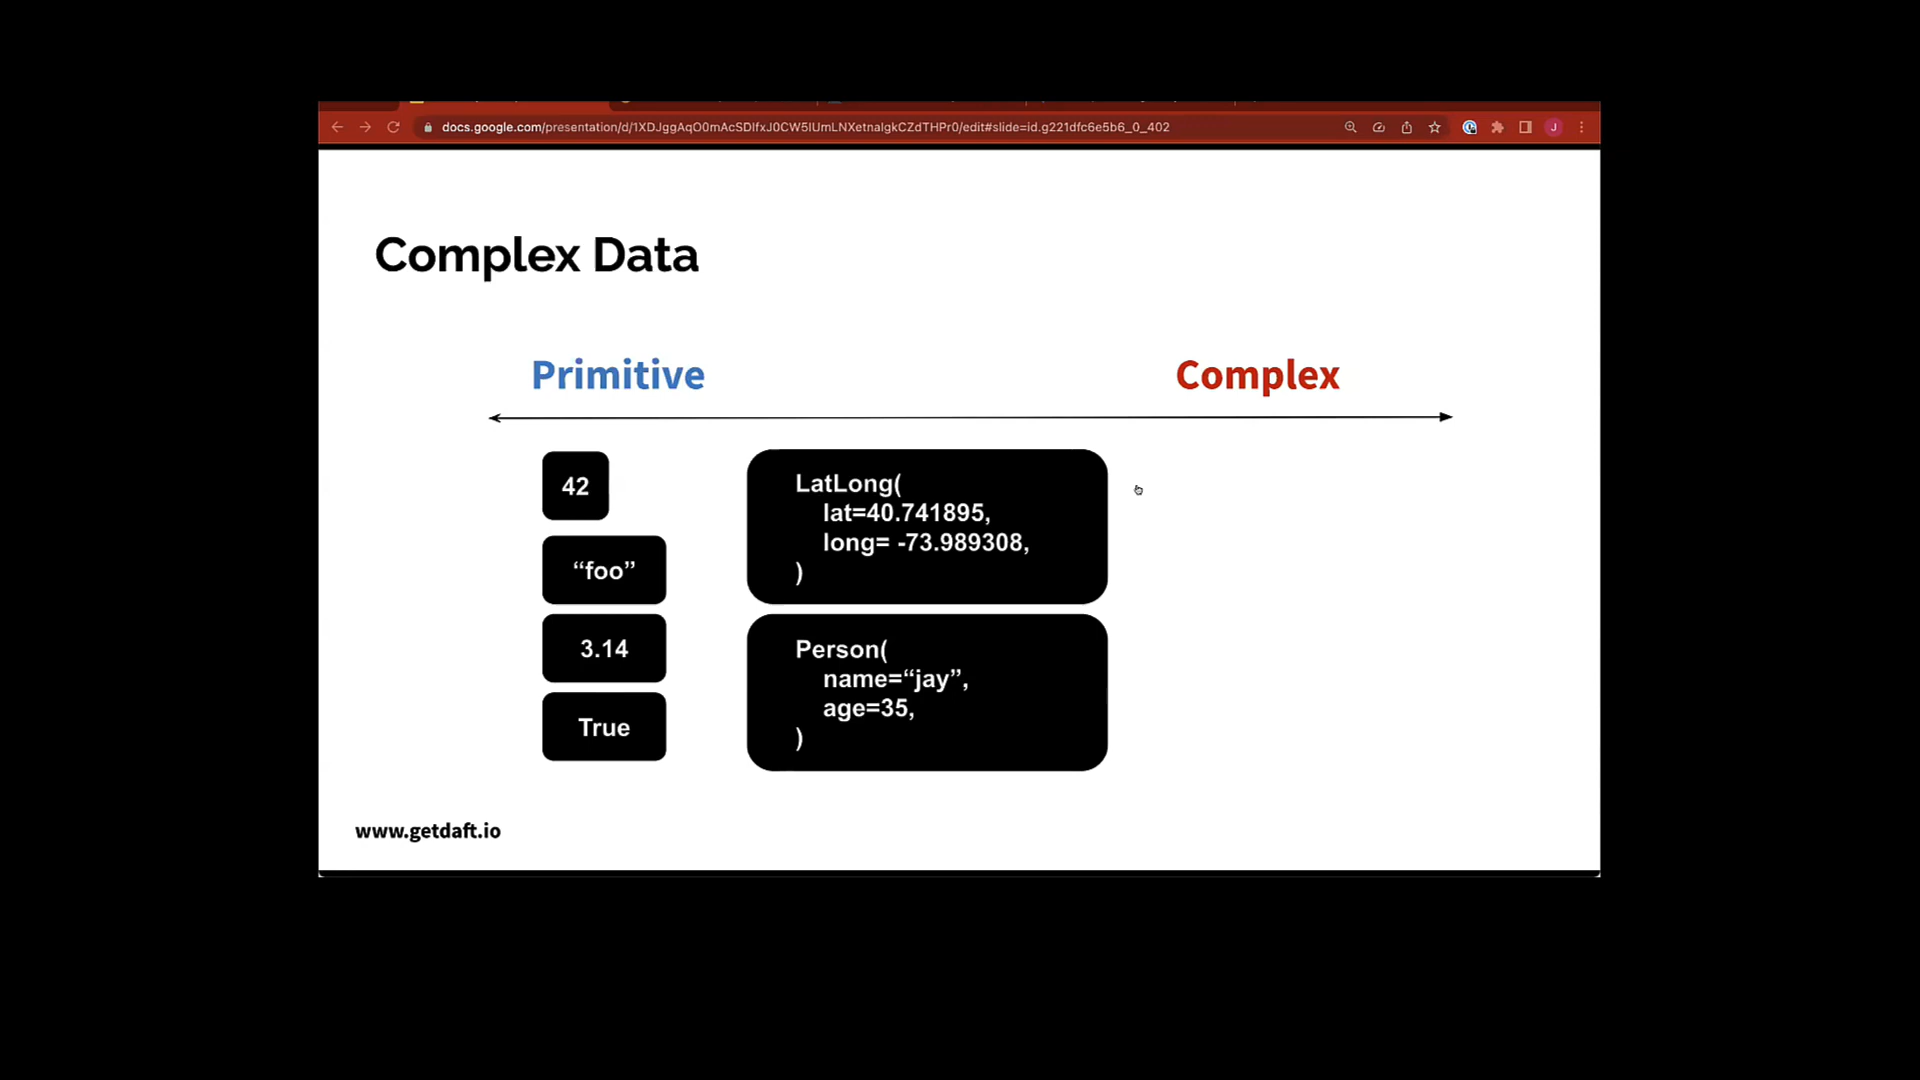 docs.google.com/presentation/d/1XDJggAqO0mAcSDIfxJ0CW5IUmLNXetnaIgkCZdTHPr0/edit#slide=id.g221dfc6e5b6_0_402
J
Complex Data
Primitive
Complex
42
“foo”
3.14
True
LatLong(
lat=40.741895,
long= -73.989308,
)
Person(
name=“jay”,
age=35,
)
www.getdaft.io